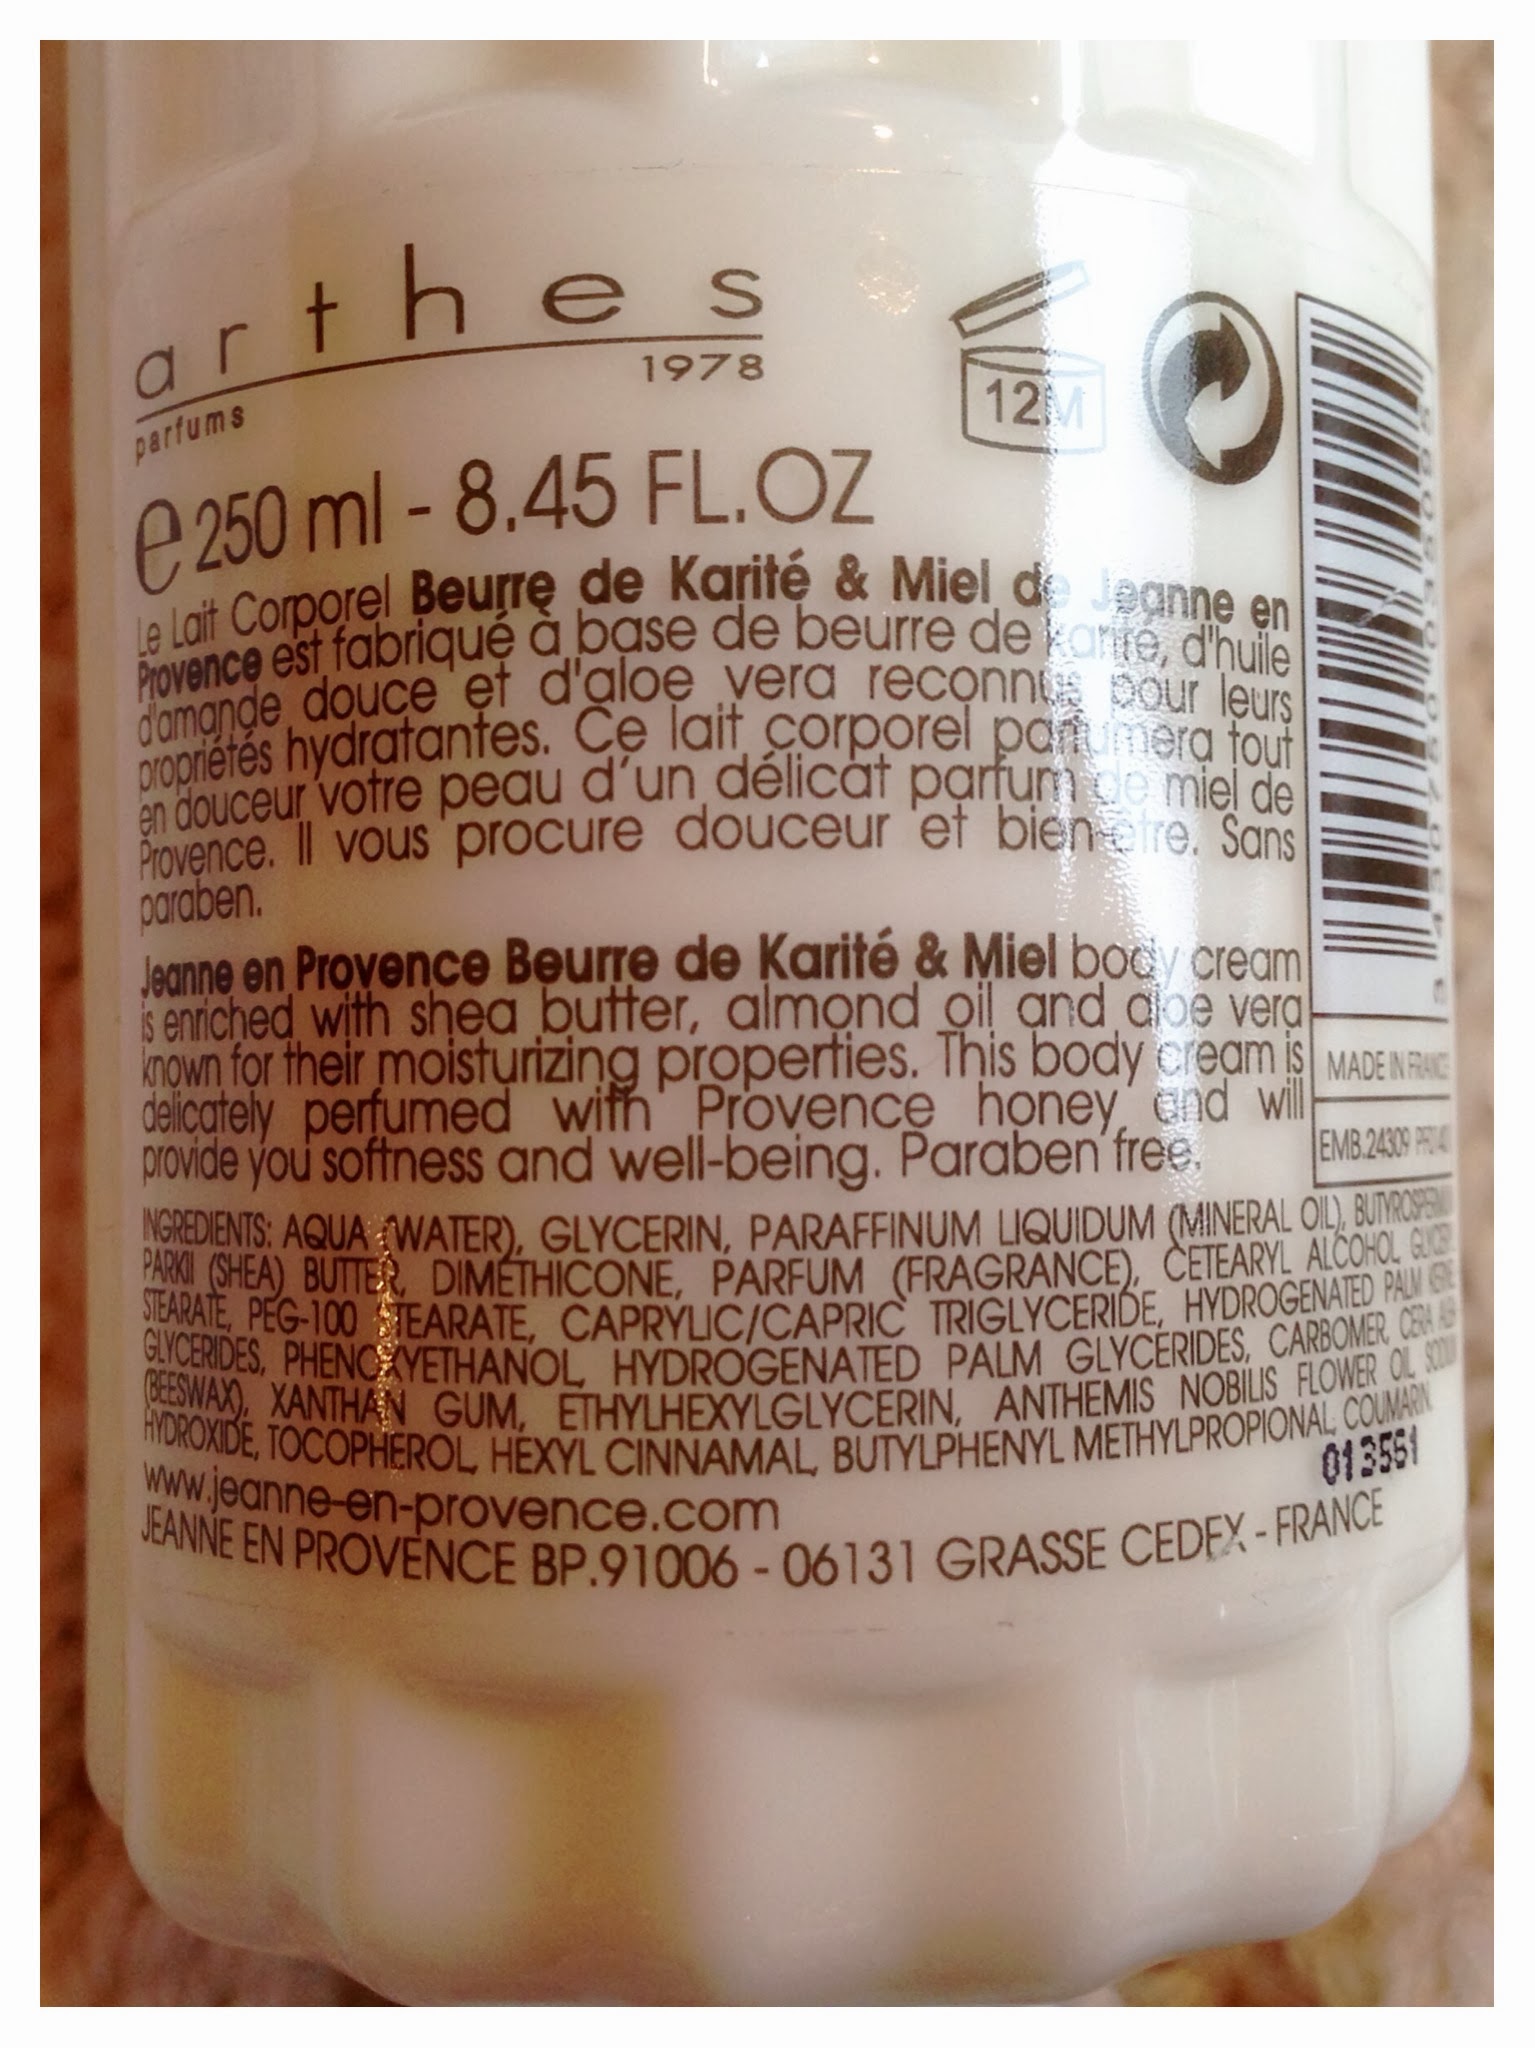 arthes
parfums
1978
12M
e 250 ml - 8.45 FL.OZ
Le Lait Corporel Beurre de Karité & Miel de Jeanne en
Provence est fabriqué à base de beurre de karité, d'huile
d'amande douce et d'aloe vera reconnus pour leurs
propriétés hydratantes. Ce lait corporel parfumera tout
en douceur votre peau d'un délicat parfum de miel de
Provence. Il vous procure douceur et bien-être. Sans
paraben.
Jeanne en Provence Beurre de Karité & Miel body cream
is enriched with shea butter, almond oil and aloe vera
known for their moisturizing properties. This body cream is
delicately perfumed with Provence honey and will
provide you softness and well-being. Paraben free.
MADE IN FRANCE
EMB.24309
INGREDIENTS: AQUA (WATER), GLYCERIN, PARAFFINUM LIQUIDUM (MINERAL OIL),
PARKII (SHEA) BUTTER, DIMETHICONE, PARFUM (FRAGRANCE), CETEARYL ALCOHOL,
STEARATE, PEG-100 STEARATE, CAPRYLIC/CAPRIC TRIGLYCERIDE, HYDROGENATED PALM
GLYCERIDES, PHENOXYETHANOL, HYDROGENATED PALM GLYCERIDES, CARBOMER, CERA
(BEESWAX), XANTHAN GUM, ETHYLHEXYLGLYCERIN, ANTHEMIS NOBILIS FLOWER OIL,
HYDROXIDE, TOCOPHEROL, HEXYL CINNAMAL, BUTYLPHENYL METHYLPROPIONAL, COUMARIN.
013561
www.jeanne-en-provence.com
JEANNE EN PROVENCE BP.91006 - 06131 GRASSE CEDEX - FRANCE